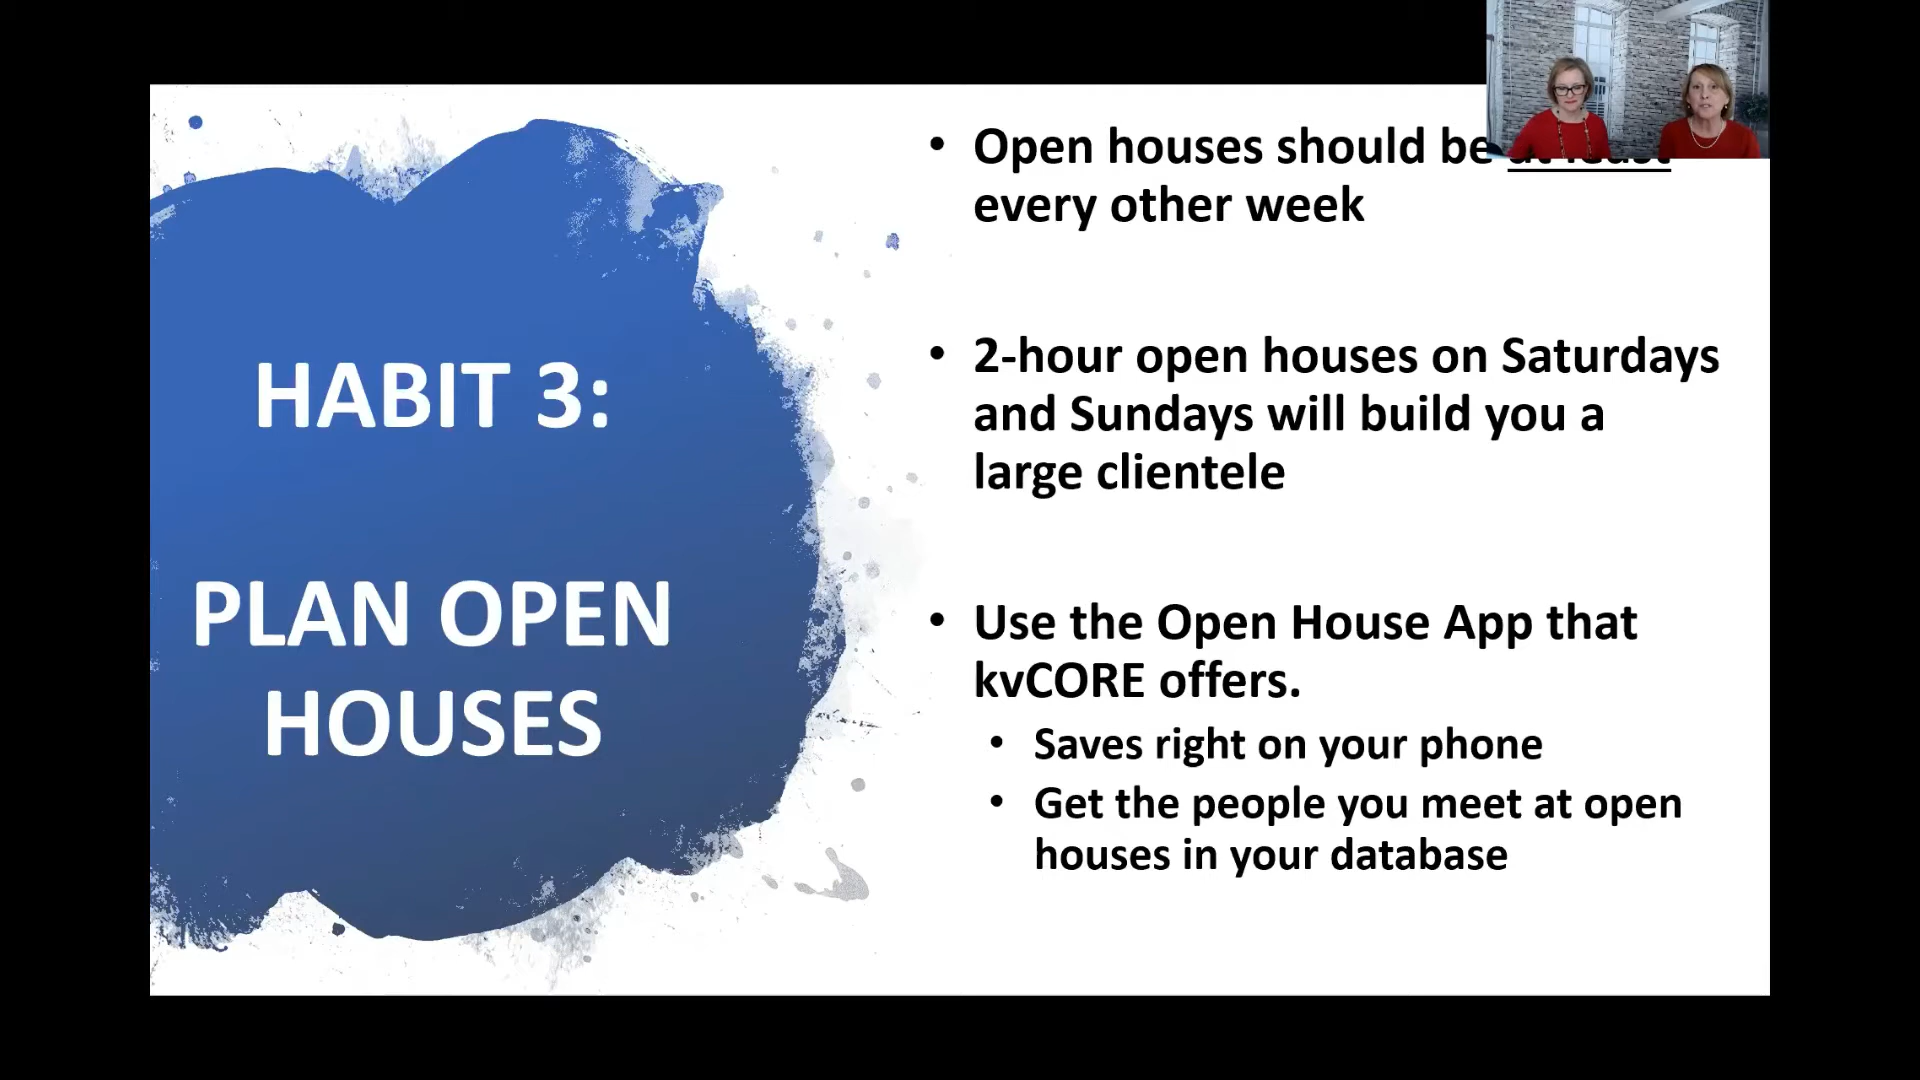 HABIT 3:
PLAN OPEN
HOUSES
• Open houses should be at least
every other week
• 2-hour open houses on Saturdays
and Sundays will build you a
large clientele
• Use the Open House App that
kvCORE offers.
• Saves right on your phone
• Get the people you meet at open
houses in your database